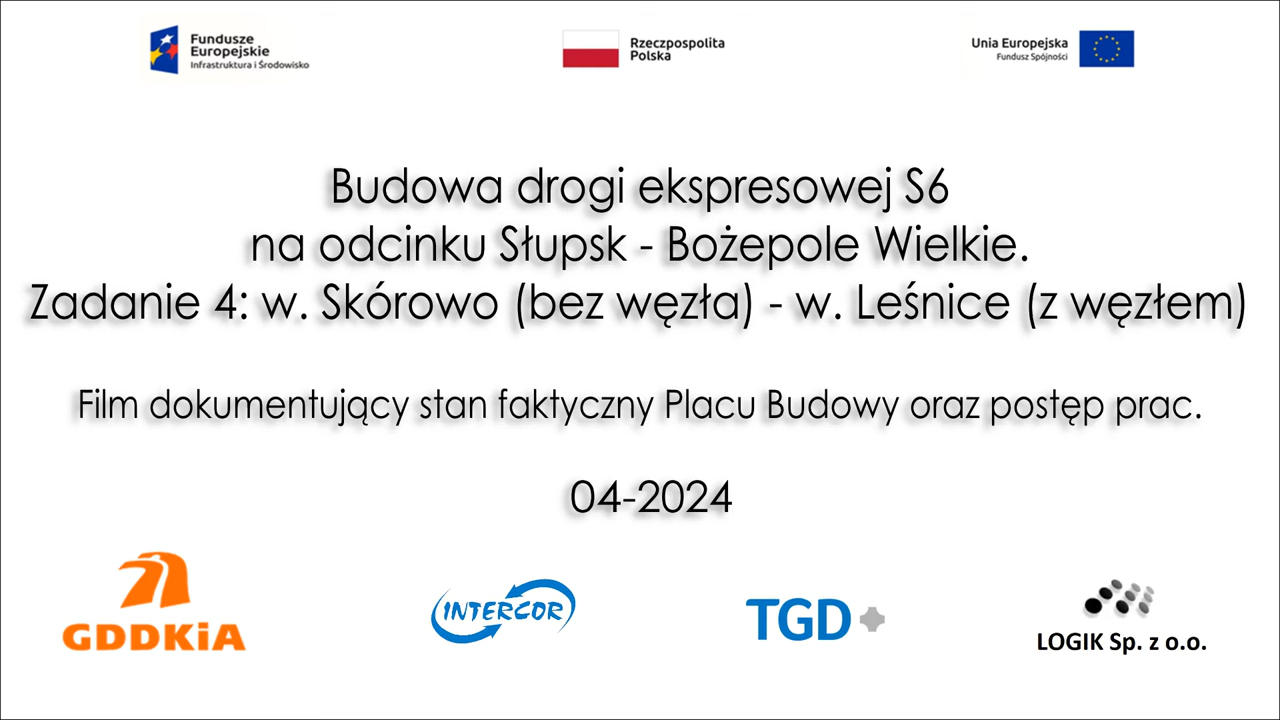 Fundusze
Europejskie
Infrastruktura i Środowisko
Rzeczpospolita
Polska
Unia Europejska
Fundusz Spójności
Budowa drogi ekspresowej S6
na odcinku Słupsk - Bożepole Wielkie.
Zadanie 4: w. Skórowo (bez węzła) - w. Leśnice (z węzłem)
Film dokumentujący stan faktyczny Placu Budowy oraz postęp prac.
04-2024
GDDKiA
INTERCOR
TGD
LOGIK Sp. z o.o.